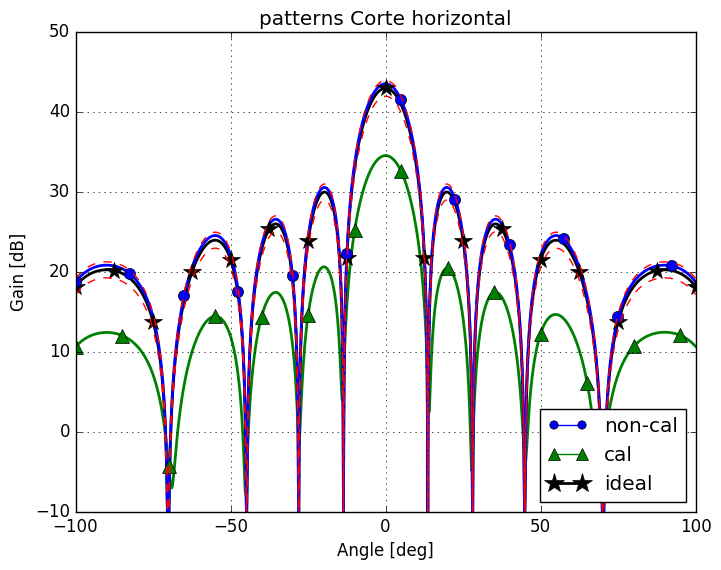 patterns Corte horizontal
50
40
30
20
10
0
−10
Gain [dB]
−100
−50
0
50
100
Angle [deg]
non-cal
cal
ideal